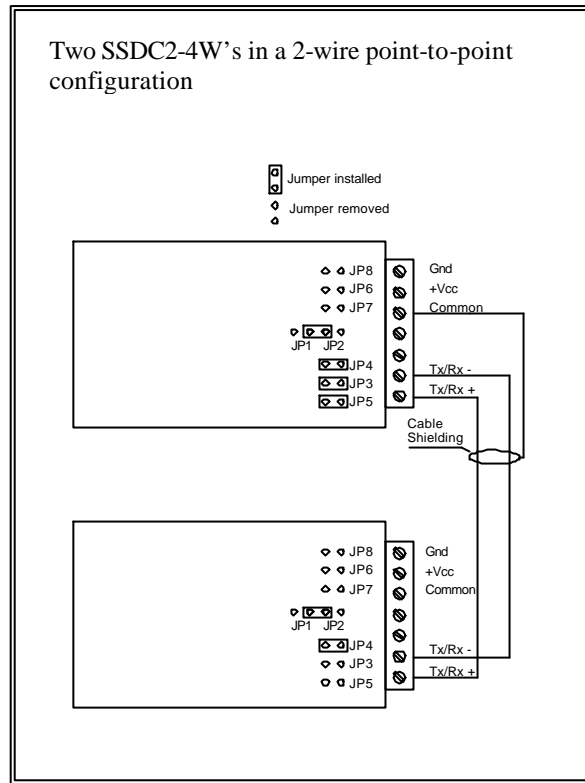 Two SSDC2-4W's in a 2-wire point-to-point
configuration
Jumper installed
Jumper removed
JP8
Gnd
JP6
+Vcc
JP7
Common
JP1
JP2
JP4
Tx/Rx -
JP3
Tx/Rx +
JP5
Cable
Shielding
JP8
Gnd
JP6
+Vcc
JP7
Common
JP1
JP2
JP4
Tx/Rx -
JP3
Tx/Rx +
JP5